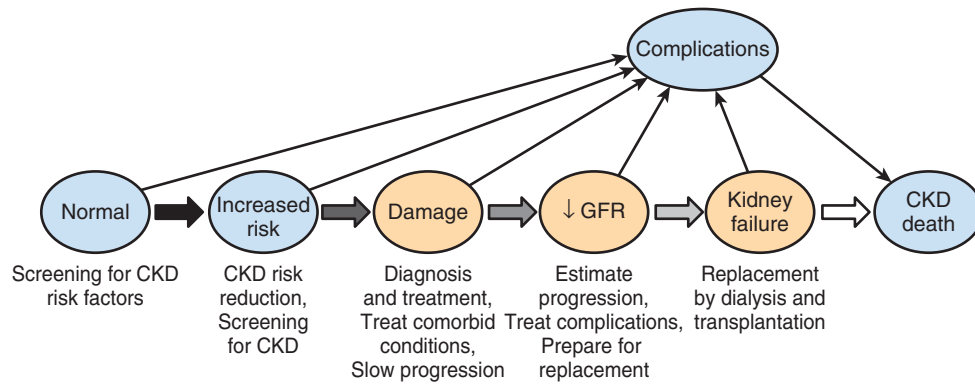 Complications
Normal
Increased
risk
Damage
↓ GFR
Kidney
failure
CKD
death
Screening for CKD
risk factors
CKD risk
reduction,
Screening
for CKD
Diagnosis
and treatment,
Treat comorbid
conditions,
Slow progression
Estimate
progression,
Treat complications,
Prepare for
replacement
Replacement
by dialysis and
transplantation